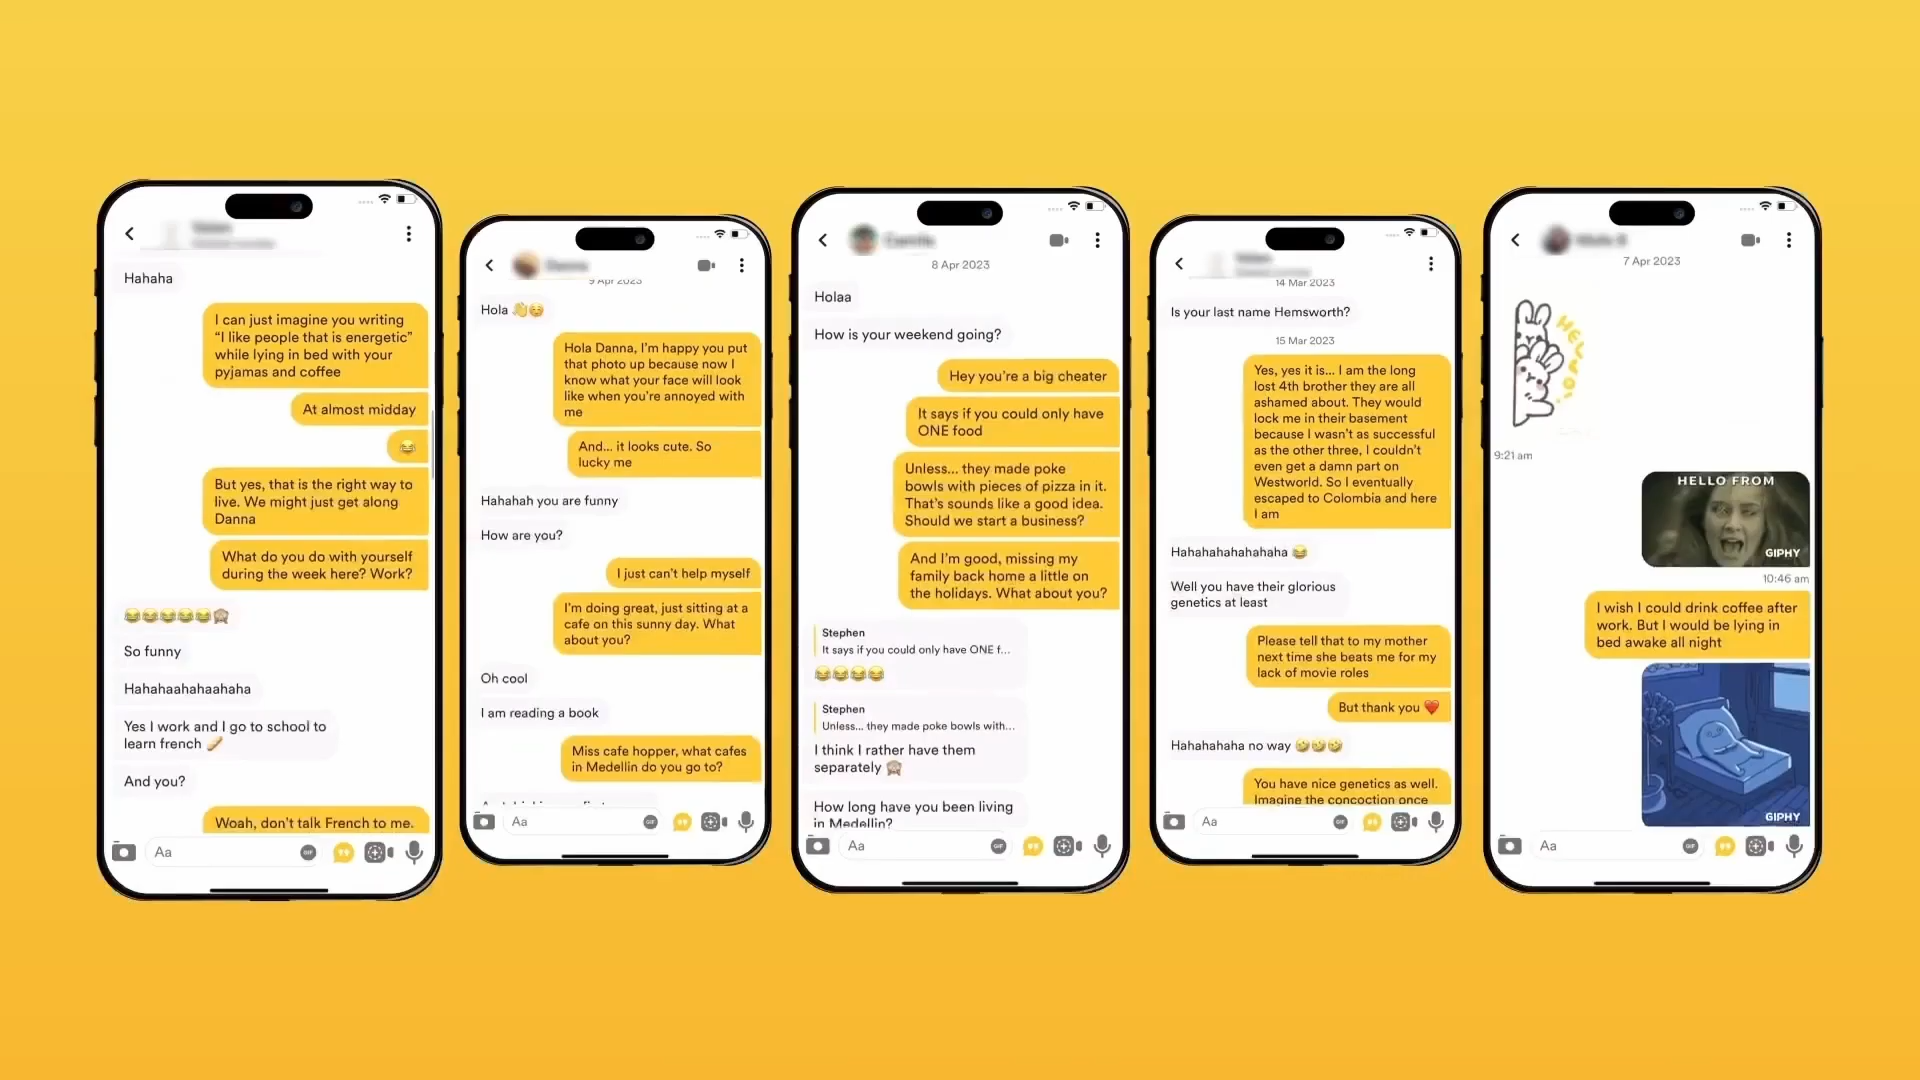 Hahaha
I can just imagine you writing
“I like people that is energetic”
while lying in bed with your
pyjamas and coffee
At almost midday
But yes, that is the right way to
live. We might just get along
Danna
What do you do with yourself
during the week here? Work?
So funny
Hahahaahahaahaha
Yes I work and I go to school to
learn french
And you?
Woah, don’t talk French to me.
Aa
GIF
9 Apr 2023
Hola
Hola Danna, I’m happy you put
that photo up because now I
know what your face will look
like when you’re annoyed with
me
And... it looks cute. So
lucky me
Hahahah you are funny
How are you?
I just can’t help myself
I’m doing great, just sitting at a
cafe on this sunny day. What
about you?
Oh cool
I am reading a book
Miss cafe hopper, what cafes
in Medellin do you go to?
Aa
GIF
8 Apr 2023
Holaa
How is your weekend going?
Hey you’re a big cheater
It says if you could only have
ONE food
Unless... they made poke
bowls with pieces of pizza in it.
That’s sounds like a good idea.
Should we start a business?
And I’m good, missing my
family back home a little on
the holidays. What about you?
Stephen
It says if you could only have ONE f...
Stephen
Unless... they made poke bowls with...
I think I rather have them
separately
How long have you been living
in Medellin?
Aa
GIF
14 Mar 2023
Is your last name Hemsworth?
15 Mar 2023
Yes, yes it is... I am the long
lost 4th brother they are all
ashamed about. They would
lock me in their basement
because I wasn’t as successful
as the other three, I couldn’t
even get a damn part on
Westworld. So I eventually
escaped to Colombia and here
I am
Hahahahahahahaha
Well you have their glorious
genetics at least
Please tell that to my mother
next time she beats me for my
lack of movie roles
But thank you
Hahahahaha no way
You have nice genetics as well.
Imagine the concoction once
Aa
GIF
7 Apr 2023
9:21 am
HELLO FROM
GIPHY
10:46 am
I wish I could drink coffee after
work. But I would be lying in
bed awake all night
GIPHY
Aa
GIF